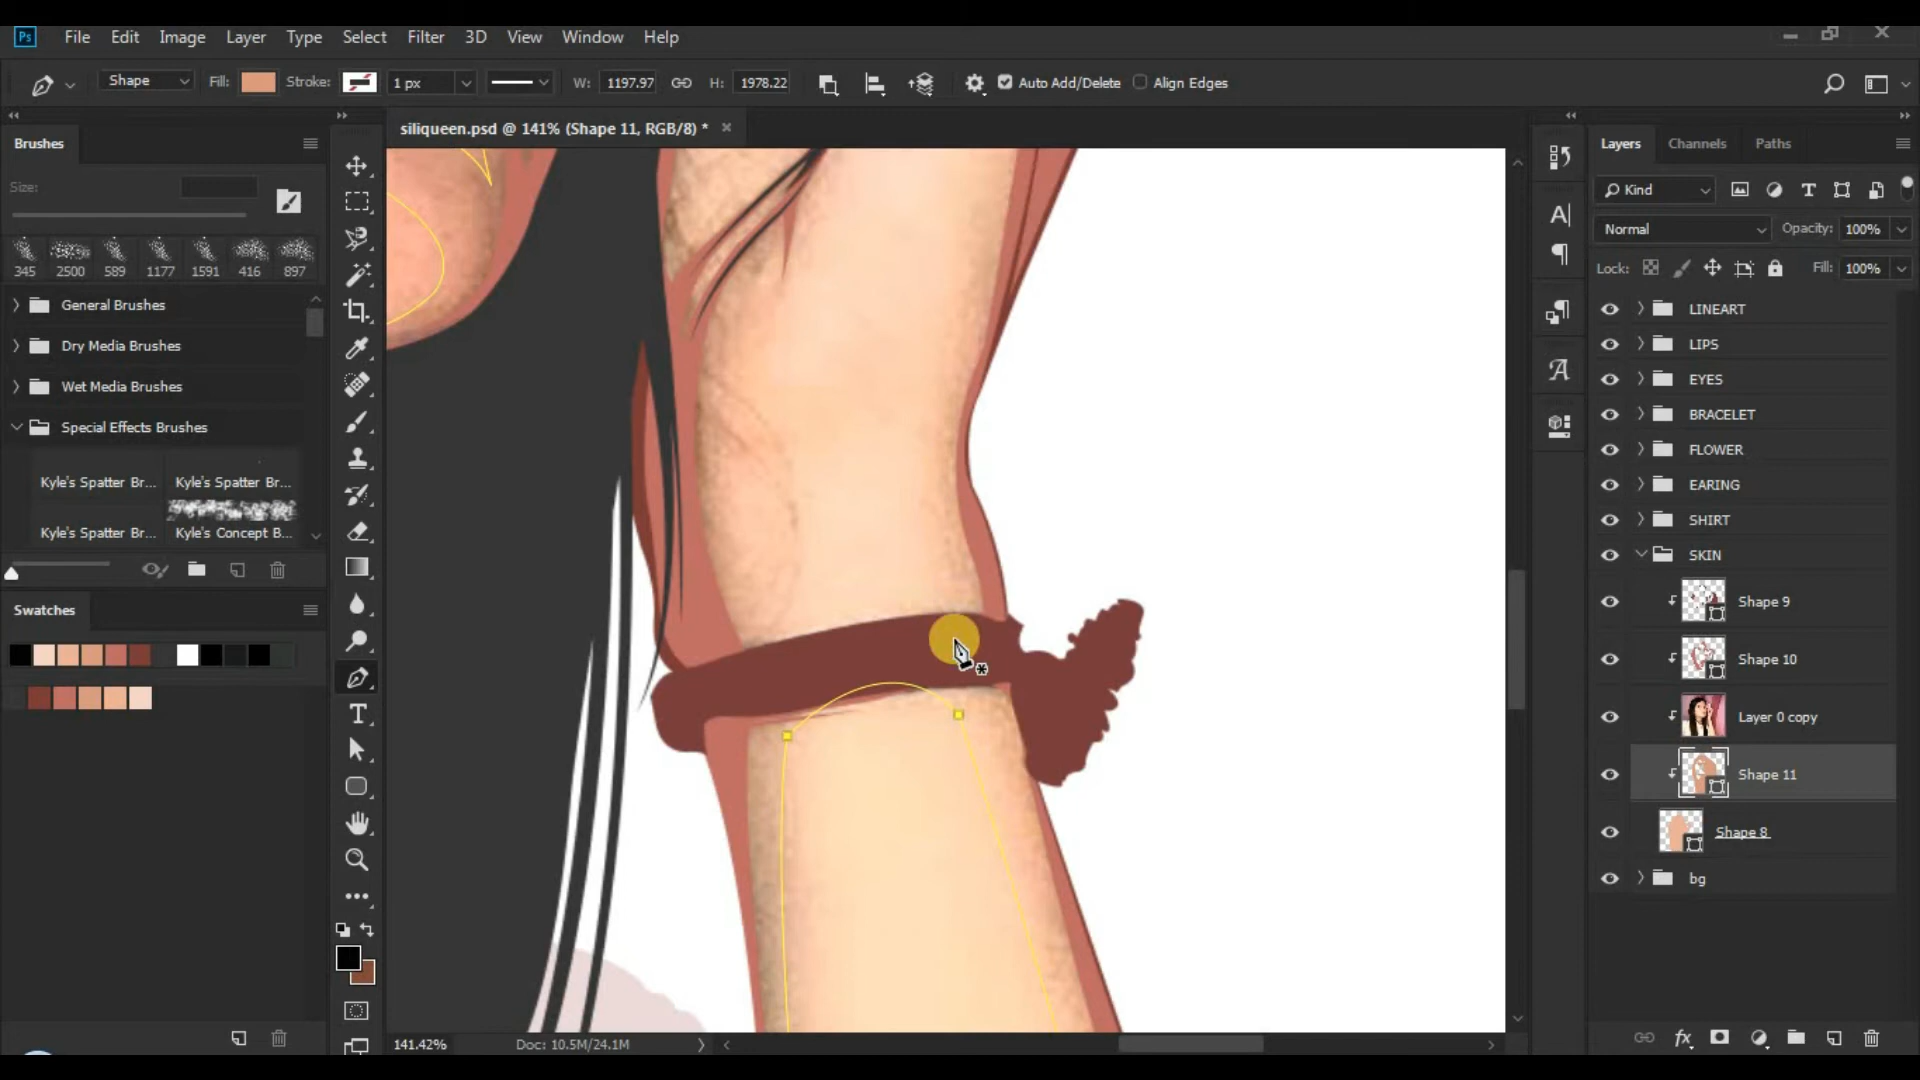 Ps File Edit Image Layer Type Select Filter 3D View Window Help
Shape Fill: Stroke: 1 px W: 1197.97 H: 1978.22 Auto Add/Delete Align Edges
Brushes
siliqueen.psd @ 141% (Shape 11, RGB/8) *
Layers Channels Paths
Size:
Kind
Normal Opacity: 100%
345 2500 589 1177 1591 416 897
Lock: Fill: 100%
General Brushes
Dry Media Brushes
Wet Media Brushes
Special Effects Brushes
Kyle's Spatter Br... Kyle's Spatter Br...
Kyle's Spatter Br... Kyle's Concept B...
Swatches
LINEART
LIPS
EYES
BRACELET
FLOWER
EARING
SHIRT
SKIN
Shape 9
Shape 10
Layer 0 copy
Shape 11
Shape 8
bg
141.42% Doc: 10.5M/24.1M